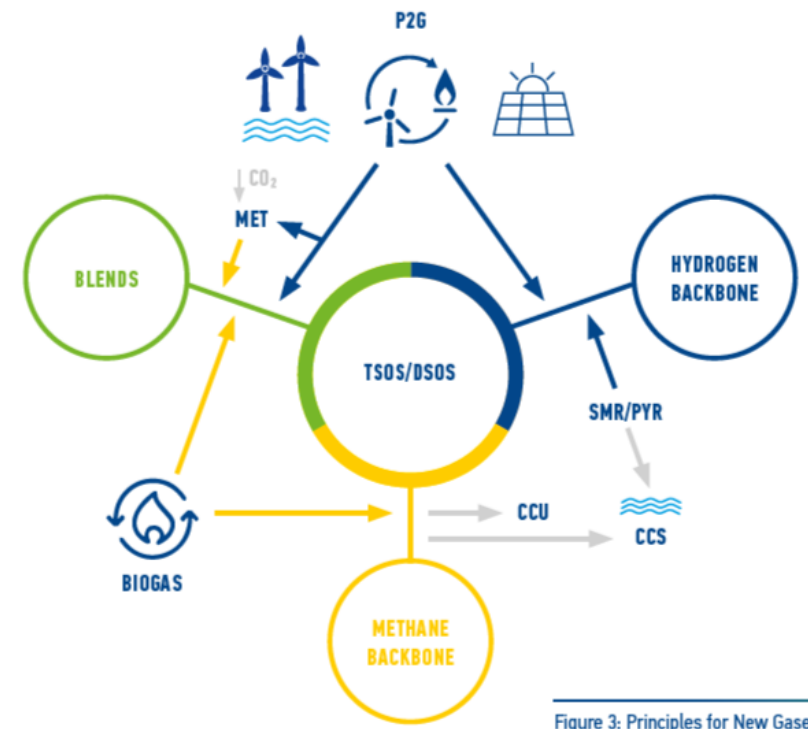 P2G
CO₂
MET
BLENDS
HYDROGEN
BACKBONE
TSOS/DSOS
SMR/PYR
CCU
CCS
BIOGAS
METHANE
BACKBONE
Figure 3: Principles for New Gase